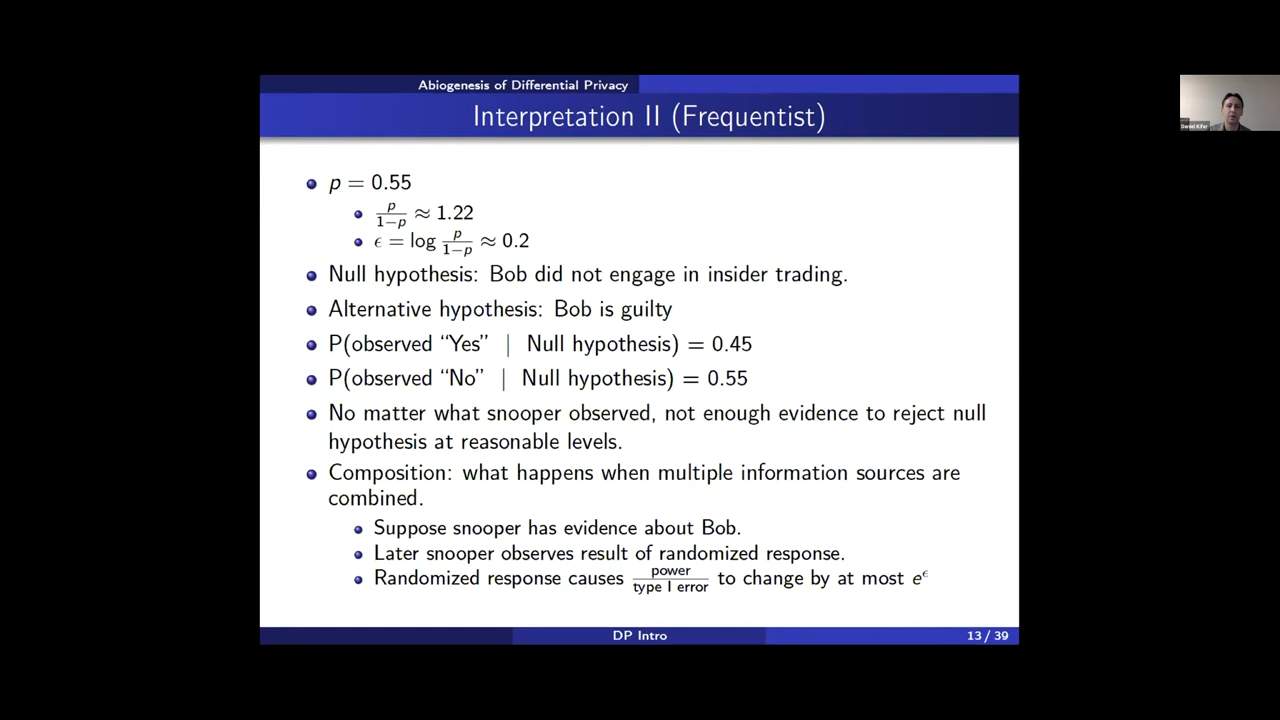 Abiogenesis of Differential Privacy
Interpretation II (Frequentist)
p = 0.55
p/1−p ≈ 1.22
ϵ = log p/1−p ≈ 0.2
Null hypothesis: Bob did not engage in insider trading.
Alternative hypothesis: Bob is guilty
P(observed “Yes” | Null hypothesis) = 0.45
P(observed “No” | Null hypothesis) = 0.55
No matter what snooper observed, not enough evidence to reject null
hypothesis at reasonable levels.
Composition: what happens when multiple information sources are
combined.
Suppose snooper has evidence about Bob.
Later snooper observes result of randomized response.
Randomized response causes power/type I error to change by at most e^ϵ
DP Intro
13 / 39
Daniel Kifer